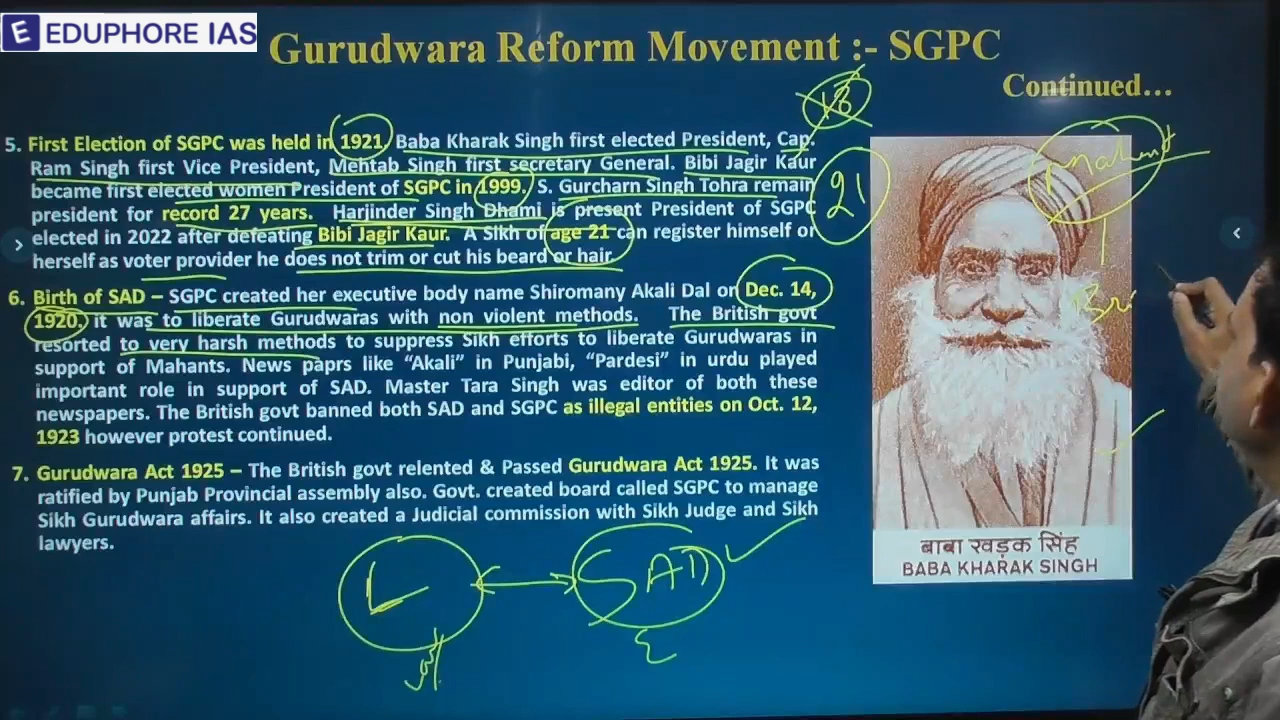 E EDUPHORE IAS
Gurudwara Reform Movement :- SGPC
Continued...
18
5. First Election of SGPC was held in 1921, Baba Kharak Singh first elected President, Cap.
Ram Singh first Vice President, Mehtab Singh first secretary General. Bibi Jagir Kaur
became first elected women President of SGPC in 1999. S. Gurcharn Singh Tohra remain
president for record 27 years. Harjinder Singh Dhami is present President of SGPC
elected in 2022 after defeating Bibi Jagir Kaur. A Sikh of age 21 can register himself or
herself as voter provider he does not trim or cut his beard or hair.
21
Mahant
6. Birth of SAD – SGPC created her executive body name Shiromany Akali Dal on Dec. 14,
1920. it was to liberate Gurudwaras with non violent methods. The British govt
resorted to very harsh methods to suppress Sikh efforts to liberate Gurudwaras in
support of Mahants. News paprs like “Akali” in Punjabi, “Pardesi” in urdu played
important role in support of SAD. Master Tara Singh was editor of both these
newspapers. The British govt banned both SAD and SGPC as illegal entities on Oct. 12,
1923 however protest continued.
Bri
7. Gurudwara Act 1925 – The British govt relented & Passed Gurudwara Act 1925. It was
ratified by Punjab Provincial assembly also. Govt. created board called SGPC to manage
Sikh Gurudwara affairs. It also created a Judicial commission with Sikh Judge and Sikh
lawyers.
L SAD
बाबा खड़क सिंह
BABA KHARAK SINGH